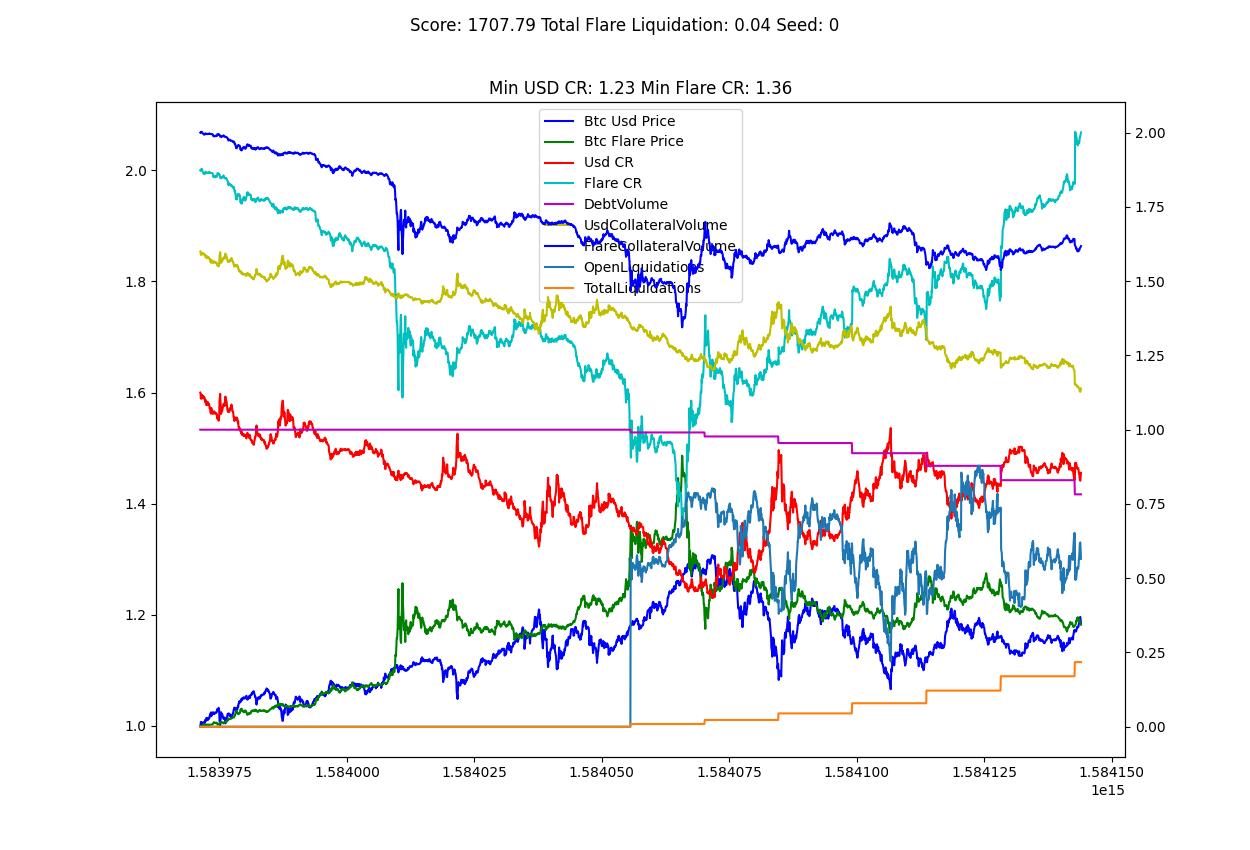 Score: 1707.79 Total Flare Liquidation: 0.04 Seed: 0
Min USD CR: 1.23 Min Flare CR: 1.36
Btc Usd Price
Btc Flare Price
Usd CR
Flare CR
DebtVolume
UsdCollateralVolume
FlareCollateralVolume
OpenLiquidations
TotalLiquidations
2.0
1.8
1.6
1.4
1.2
1.0
2.00
1.75
1.50
1.25
1.00
0.75
0.50
0.25
0.00
1.583975 1.584000 1.584025 1.584050 1.584075 1.584100 1.584125 1.584150
1e15